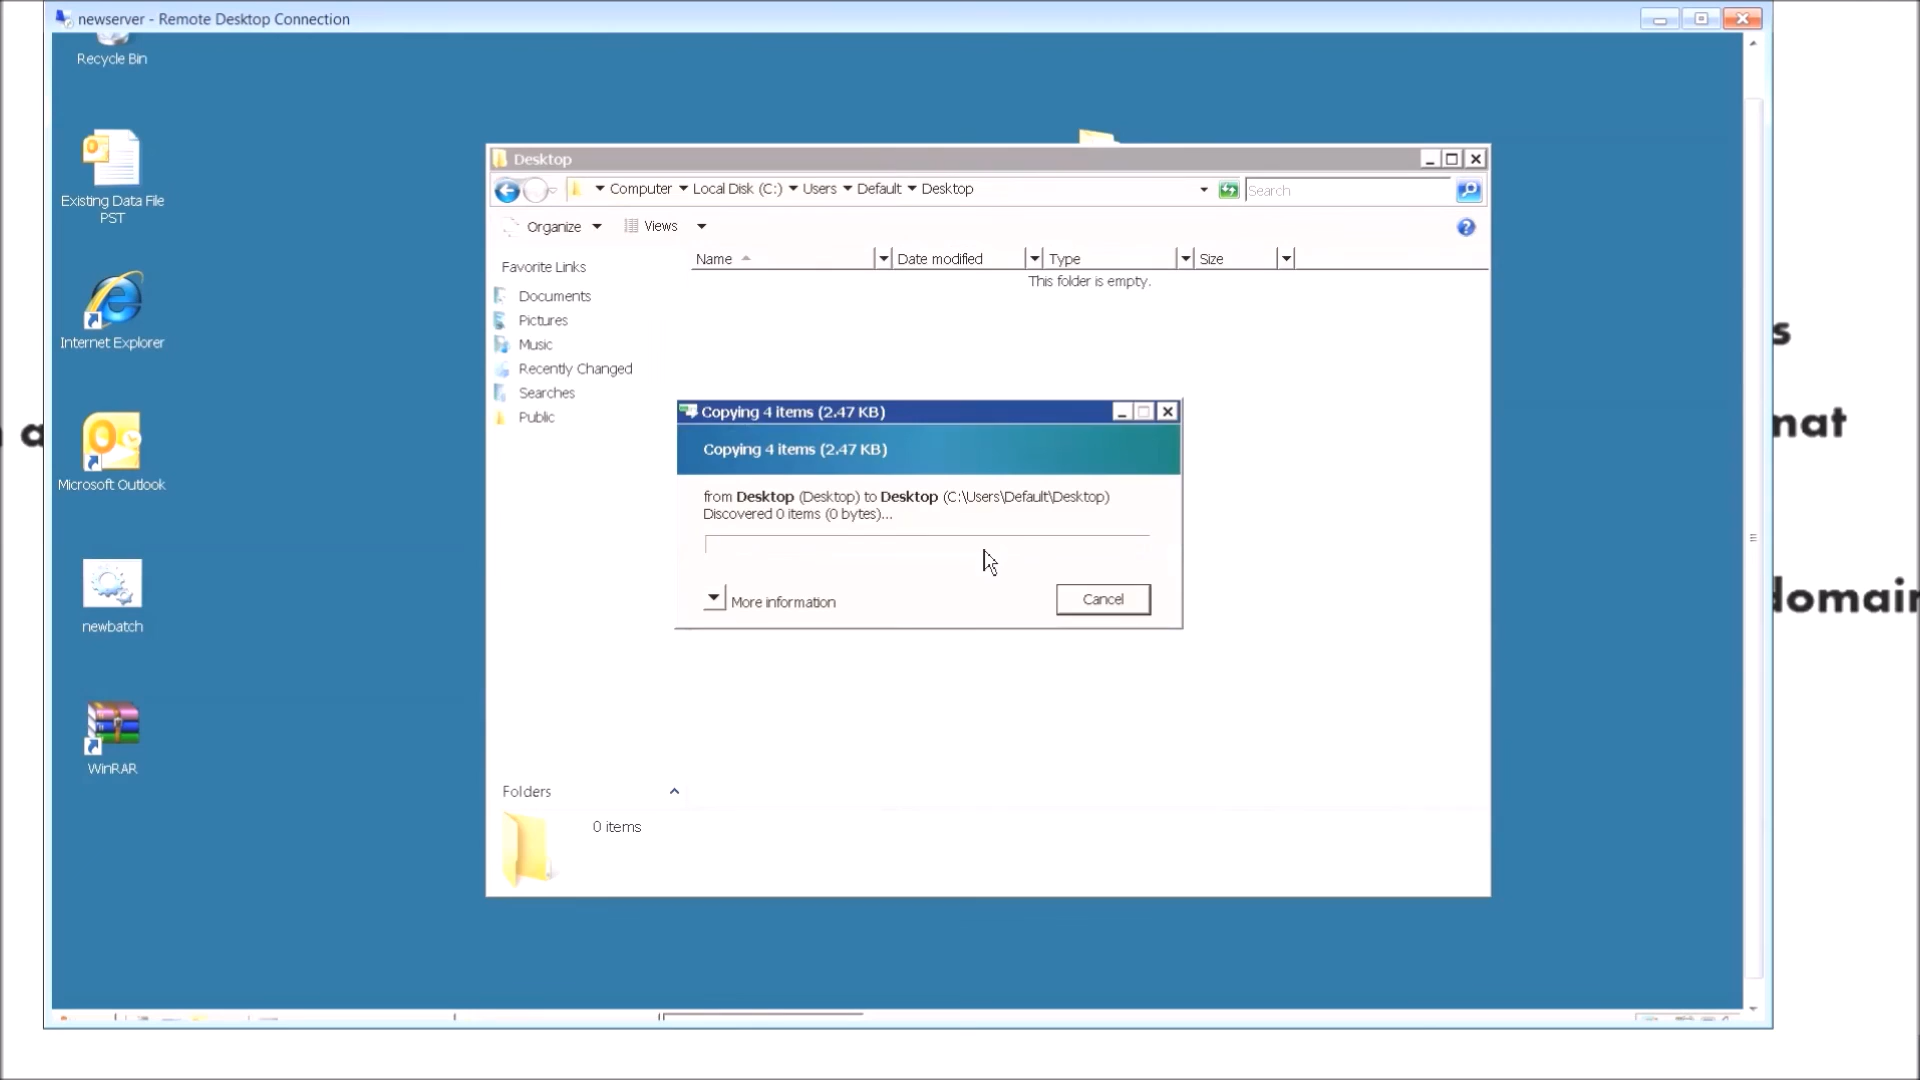 newserver - Remote Desktop Connection
Recycle Bin
Existing Data File
PST
Internet Explorer
Microsoft Outlook
newbatch
WinRAR
Desktop
Computer Local Disk (C:) Users Default Desktop
Search
Organize Views
Favorite Links
Documents
Pictures
Music
Recently Changed
Searches
Public
Name Date modified Type Size
This folder is empty.
Copying 4 items (2.47 KB)
Copying 4 items (2.47 KB)
from Desktop (Desktop) to Desktop (C:\Users\Default\Desktop)
Discovered 0 items (0 bytes)...
More information
Cancel
Folders
0 items
a
s
mat
domain